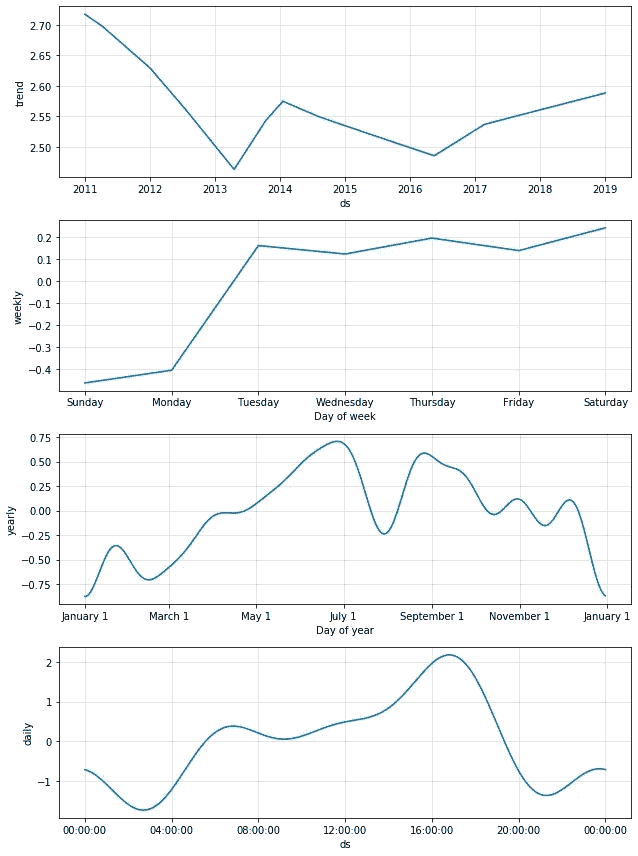 2.70
2.65
2.60
2.55
2.50
trend
2011 2012 2013 2014 2015 2016 2017 2018 2019
ds
0.2
0.1
0.0
−0.1
−0.2
−0.3
−0.4
weekly
Sunday Monday Tuesday Wednesday Thursday Friday Saturday
Day of week
0.75
0.50
0.25
0.00
−0.25
−0.50
−0.75
yearly
January 1 March 1 May 1 July 1 September 1 November 1 January 1
Day of year
2
1
0
−1
daily
00:00:00 04:00:00 08:00:00 12:00:00 16:00:00 20:00:00 00:00:00
ds